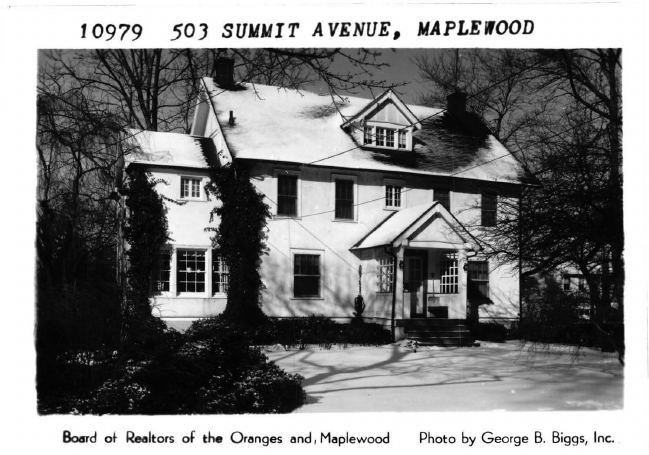 10979 503 SUMMIT AVENUE, MAPLEWOOD
Board of Realtors of the Oranges and, Maplewood Photo by George B. Biggs, Inc.